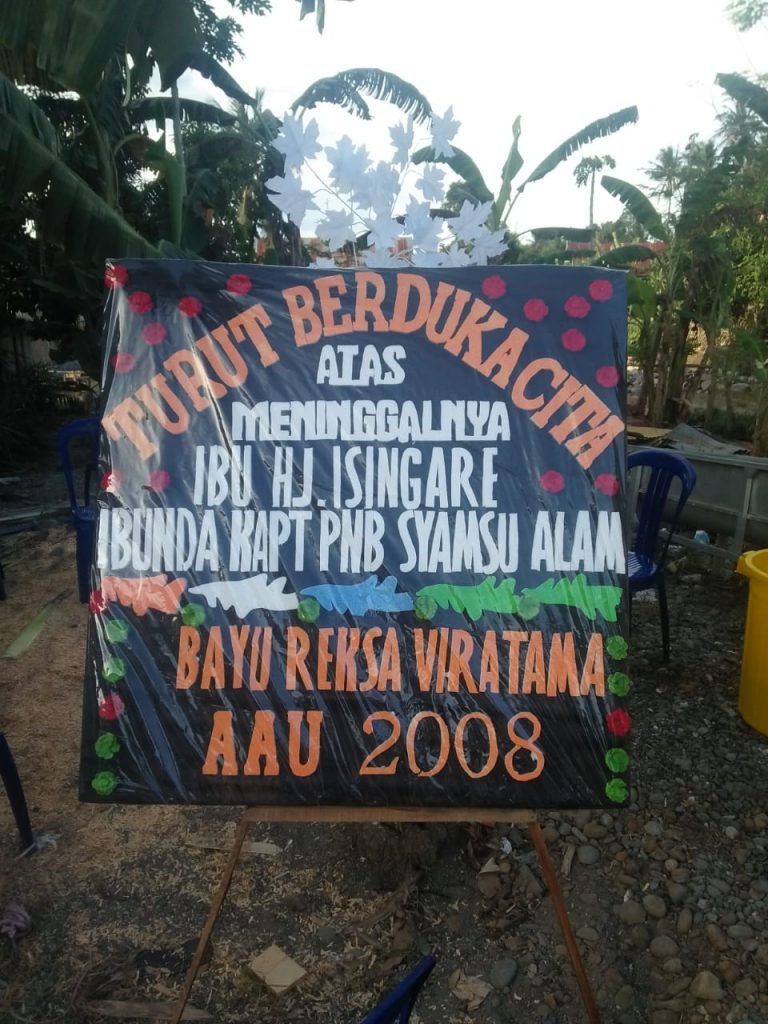 TURUT BERDUKACITA
ATAS
MENINGGALNYA
IBU HJ. ISINGARE
IBUNDA KAPT PNB SYAMSU ALAM
BAYU REKSA VIRATAMA
AAU 2008